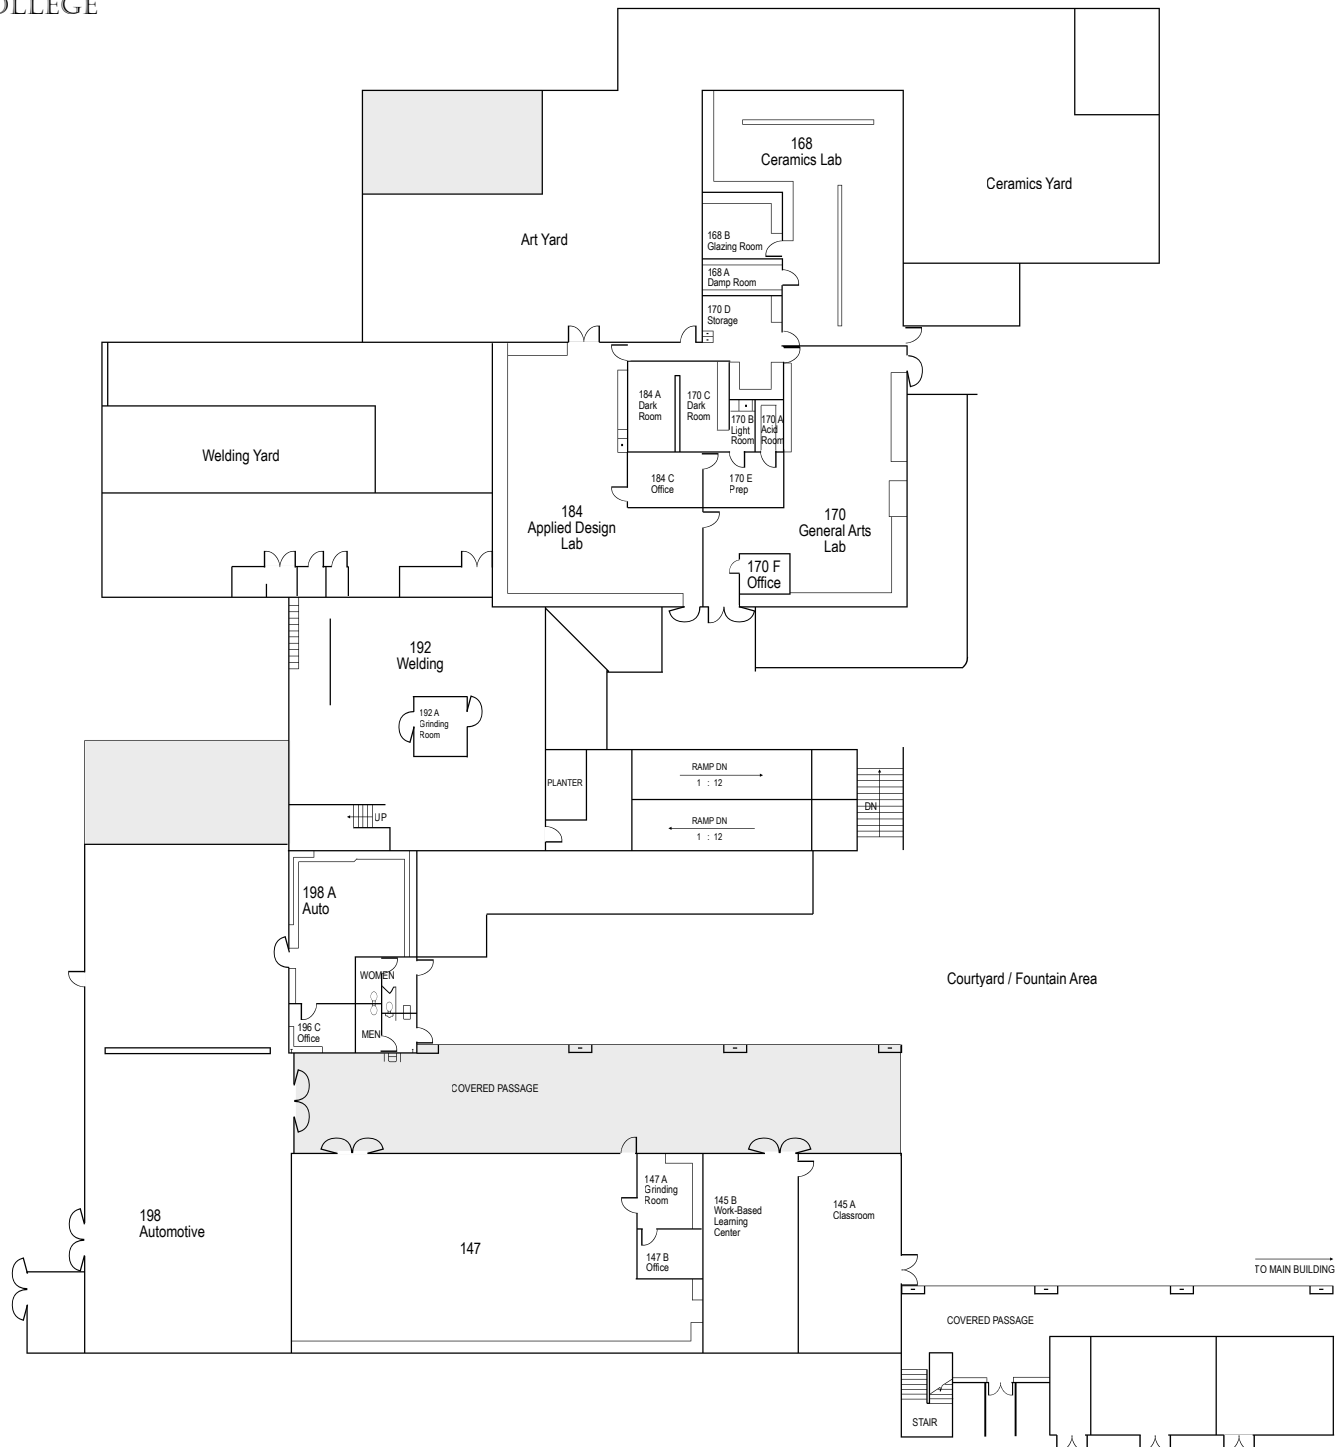 168
Ceramics Lab
Ceramics Yard
Art Yard
168 B
Glazing Room
168 A
Damp Room
170 D
Storage
184 A
Dark
Room
170 C
Dark
Room
170 B
Light
Room
170 A
Acid
Room
Welding Yard
184 C
Office
170 E
Prep
184
Applied Design
Lab
170
General Arts
Lab
170 F
Office
192
Welding
192 A
Grinding
Room
PLANTER
RAMP DN
1 : 12
RAMP DN
1 : 12
DN
UP
198 A
Auto
WOMEN
Courtyard / Fountain Area
196 C
Office
MEN
COVERED PASSAGE
147 A
Grinding
Room
145 B
Work-Based
Learning
Center
145 A
Classroom
198
Automotive
147
147 B
Office
TO MAIN BUILDING
COVERED PASSAGE
STAIR